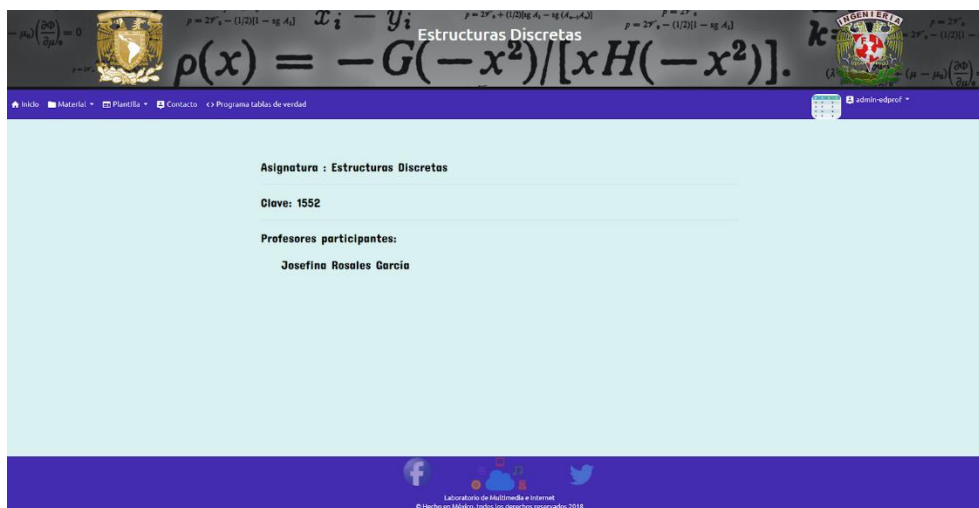 Estructuras Discretas
ρ(x) = −G(−x²)/[xH(−x²)].
x_i − y_i
INGENIERIA
Inicio Material Plantilla Contacto <> Programa tablas de verdad
admin-edprof
Asignatura : Estructuras Discretas
Clave: 1552
Profesores participantes:
Josefina Rosales García
Laboratorio de Multimedia e Internet
© Hecho en México, todos los derechos reservados 2018.